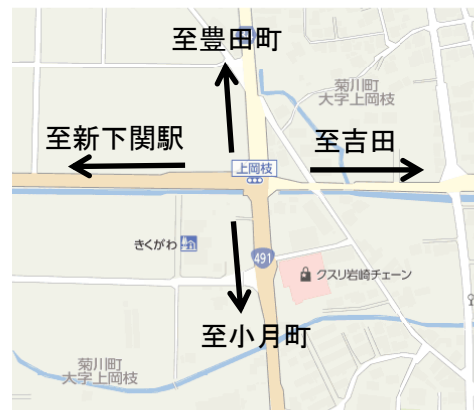 至豊田町
菊川町
大字上岡枝
至新下関駅
至吉田
上岡枝
きくがわ
491
クスリ岩崎チェーン
至小月町
菊川町
大字上岡枝